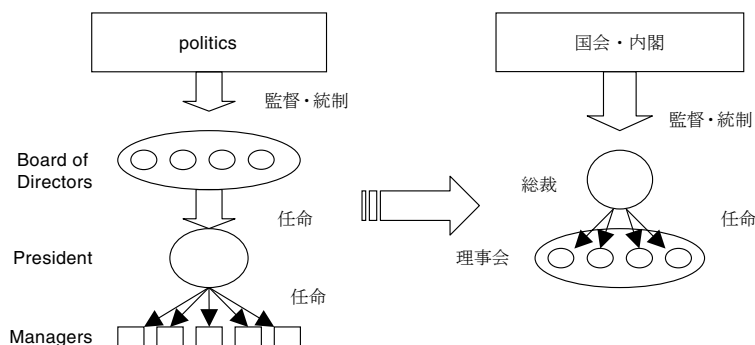 politics
監督・統制
Board of
Directors
任命
President
任命
Managers
国会・内閣
監督・統制
総裁
任命
理事会